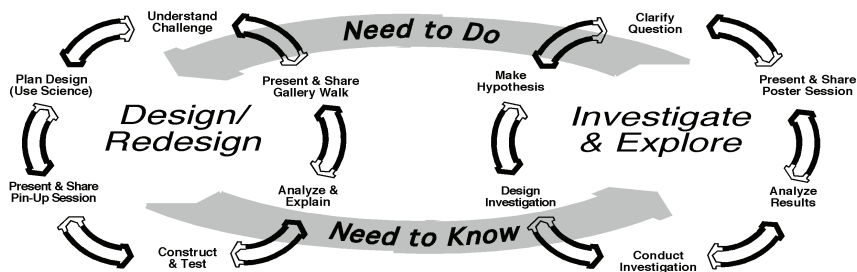 Understand
Challenge
Need to Do
Clarify
Question
Plan Design
(Use Science)
Present & Share
Gallery Walk
Make
Hypothesis
Present & Share
Poster Session
Design/
Redesign
Investigate
& Explore
Present & Share
Pin-Up Session
Analyze &
Explain
Design
Investigation
Analyze
Results
Construct
& Test
Need to Know
Conduct
Investigation